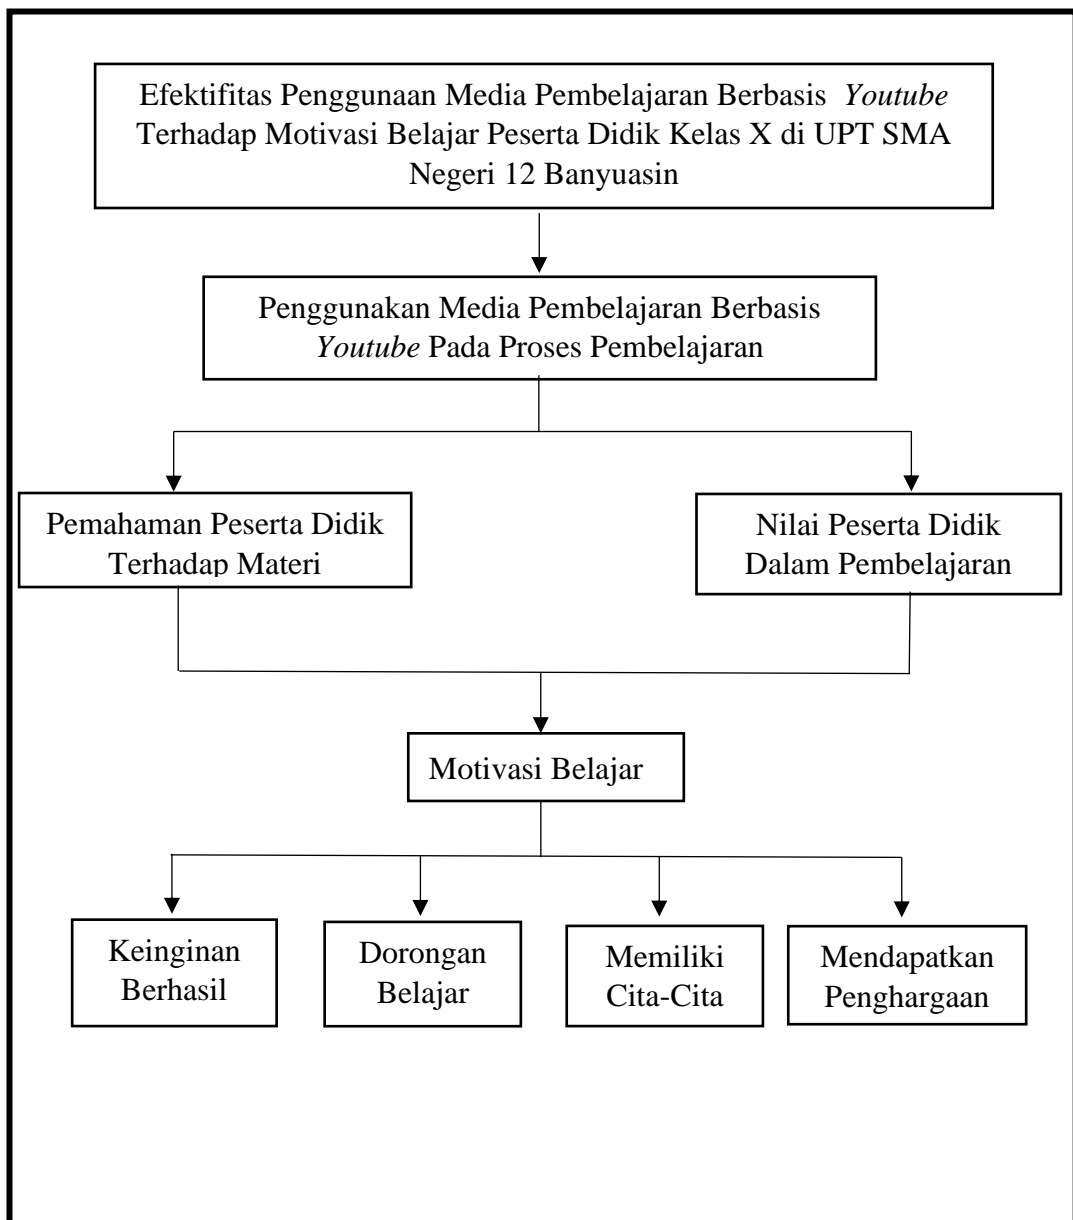 Efektifitas Penggunaan Media Pembelajaran Berbasis Youtube
Terhadap Motivasi Belajar Peserta Didik Kelas X di UPT SMA
Negeri 12 Banyuasin
Penggunakan Media Pembelajaran Berbasis
Youtube Pada Proses Pembelajaran
Pemahaman Peserta Didik
Terhadap Materi
Nilai Peserta Didik
Dalam Pembelajaran
Motivasi Belajar
Keinginan
Berhasil
Dorongan
Belajar
Memiliki
Cita-Cita
Mendapatkan
Penghargaan